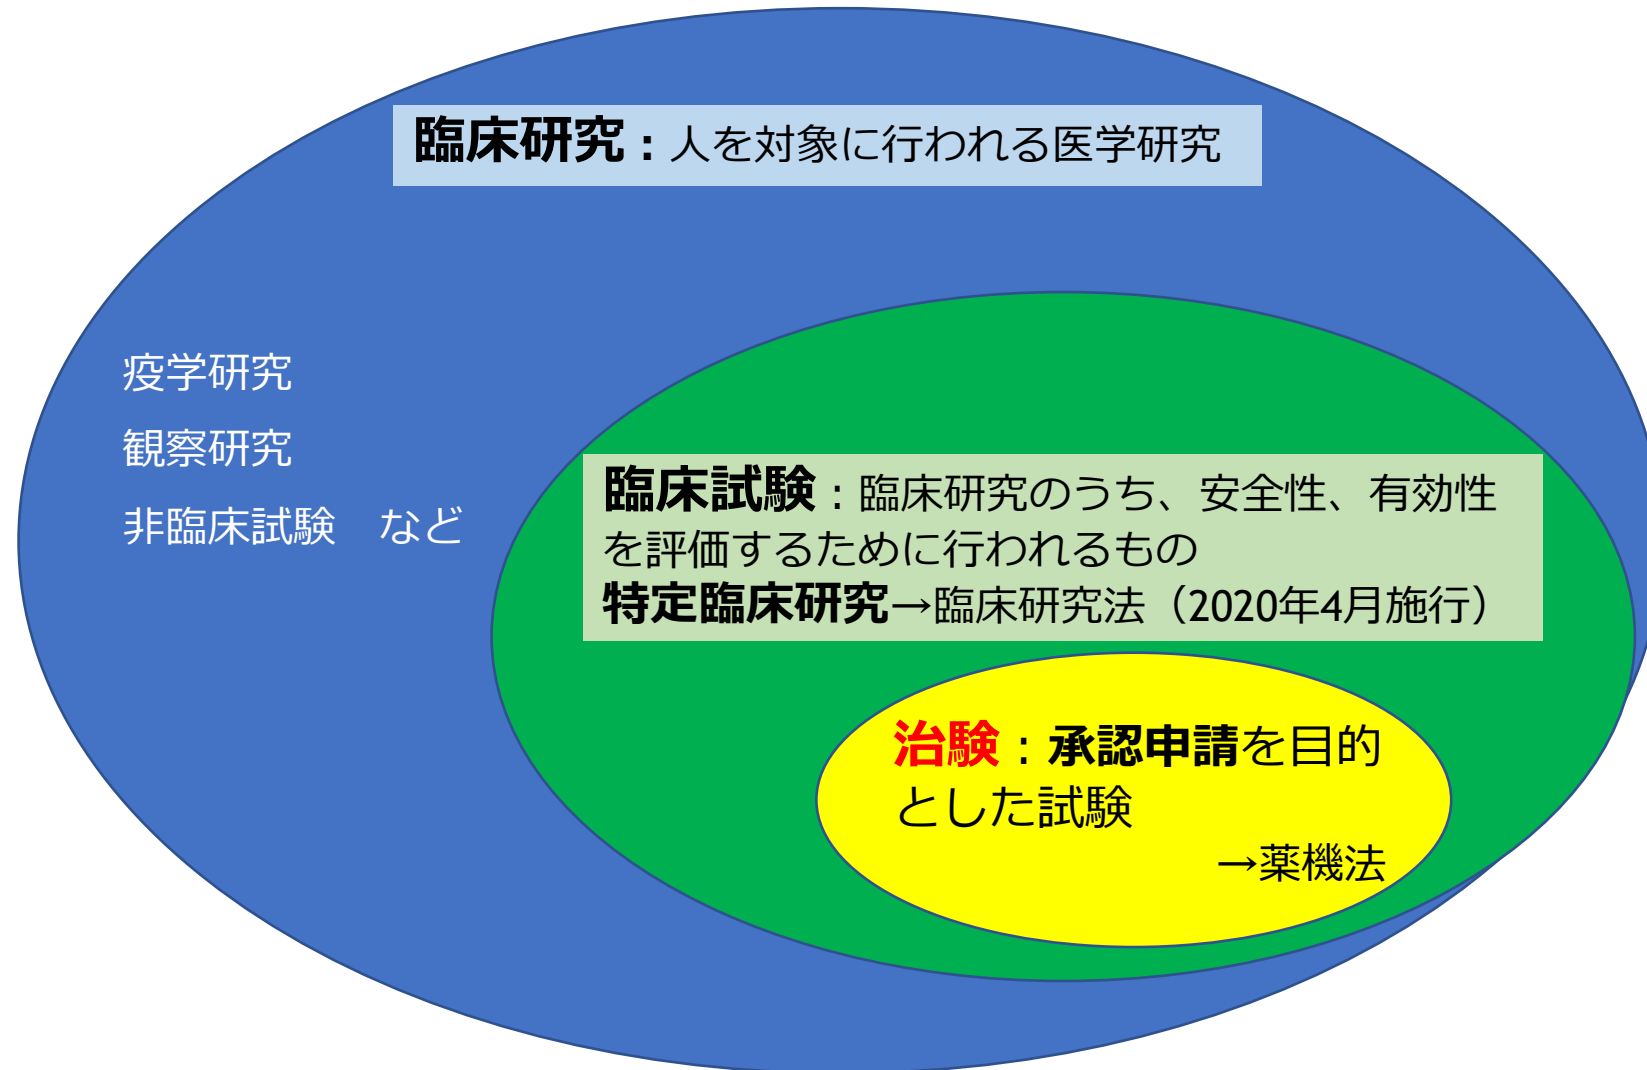 臨床研究：人を対象に行われる医学研究
疫学研究
観察研究
非臨床試験　など
臨床試験：臨床研究のうち、安全性、有効性
を評価するために行われるもの
特定臨床研究→臨床研究法（2020年4月施行）
治験：承認申請を目的
とした試験
→薬機法